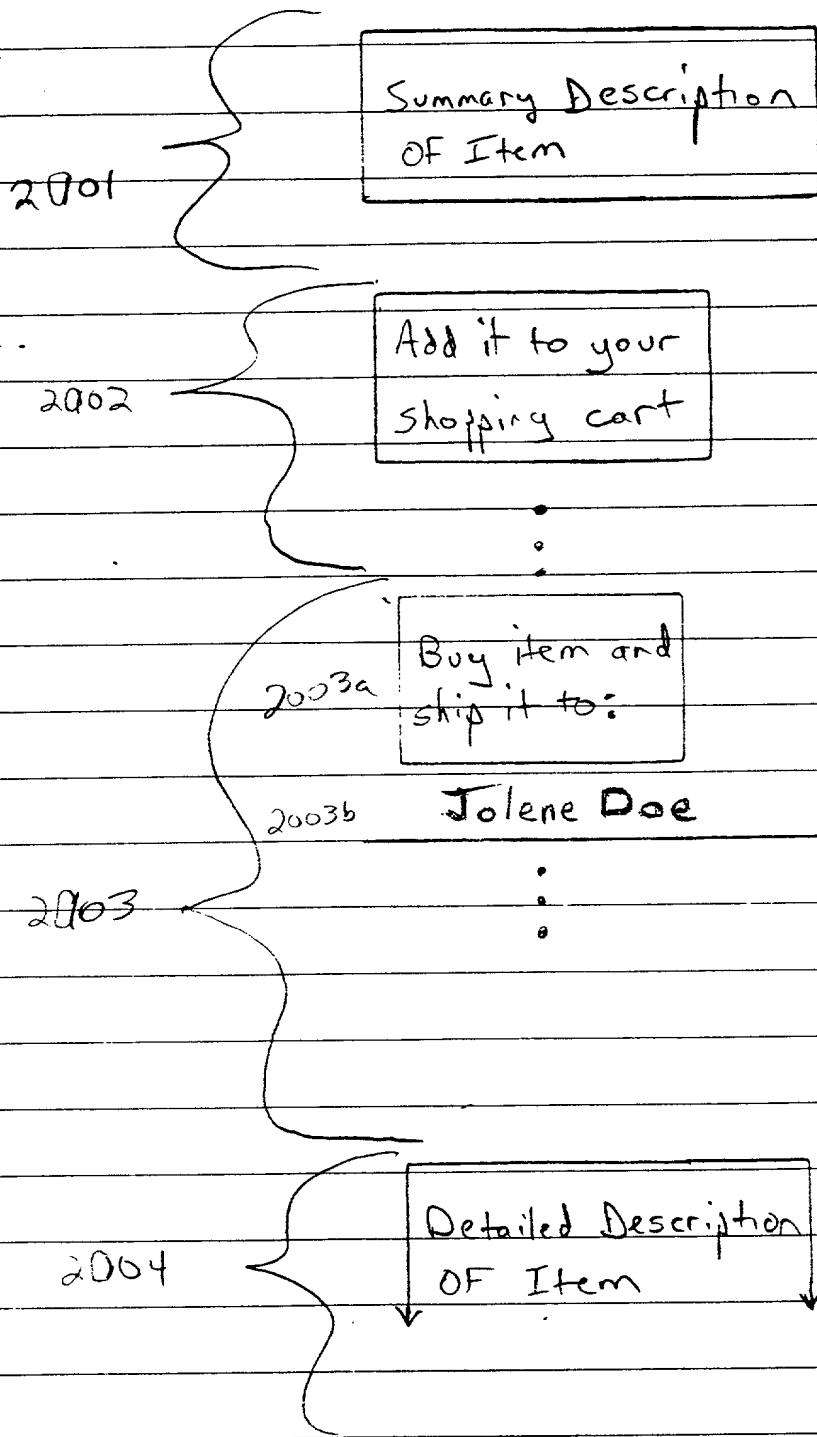 Summary Description
OF Item
2001
Add it to your
shopping cart
2002
Buy item and
ship it to:
2003a
2003b Jolene Doe
2003
Detailed Description
OF Item
2004